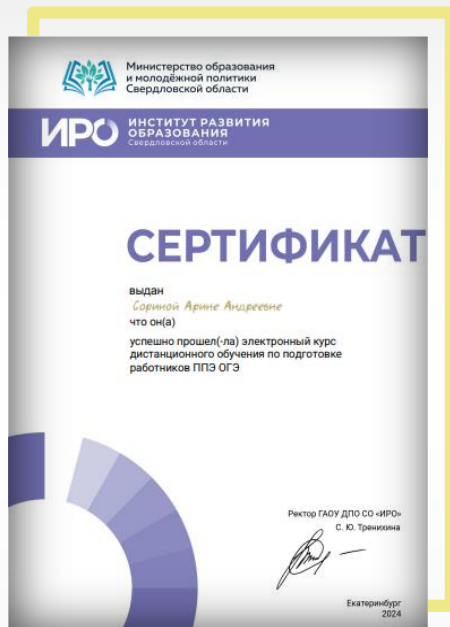 Министерство образования
и молодёжной политики
Свердловской области
ИРО
ИНСТИТУТ РАЗВИТИЯ
ОБРАЗОВАНИЯ
Свердловской области
СЕРТИФИКАТ
выдан
Сориной Арине Андреевне
что он(а)
успешно прошел(-ла) электронный курс
дистанционного обучения по подготовке
работников ППЭ ОГЭ
Ректор ГАОУ ДПО СО «ИРО»
С. Ю. Тренихина
Екатеринбург
2024